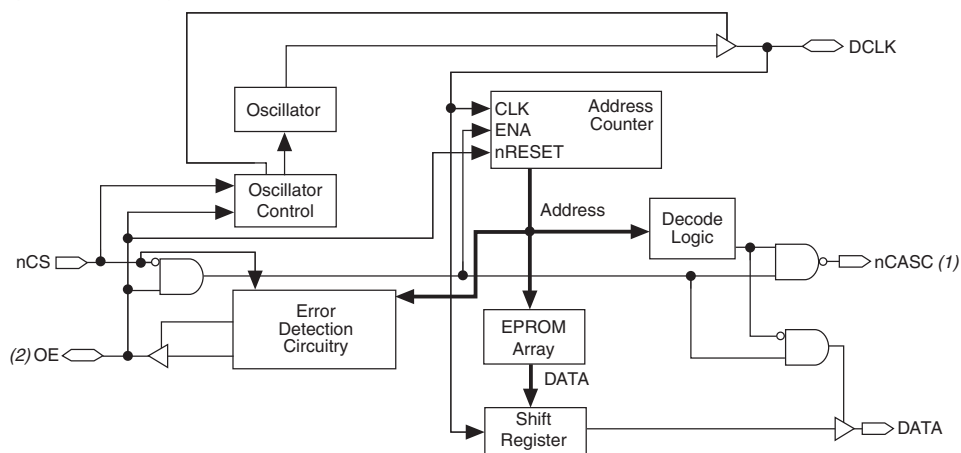 DCLK
Oscillator
CLK
ENA
nRESET
Address
Counter
Oscillator
Control
Address
Decode
Logic
nCS
nCASC (1)
Error
Detection
Circuitry
EPROM
Array
(2) OE
DATA
Shift
Register
DATA